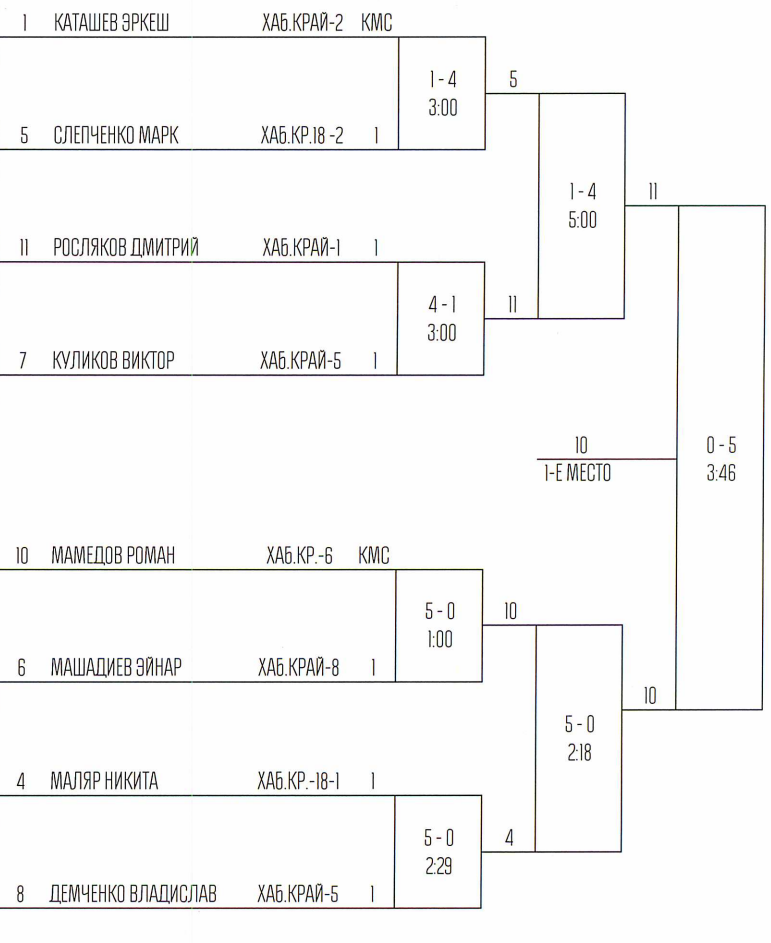 1 КАТАШЕВ ЭРКЕШ ХАБ.КРАЙ-2 КМС
1 - 4
3:00
5
5 СЛЕПЧЕНКО МАРК ХАБ.КР.18 -2 1
1 - 4
5:00
11
11 РОСЛЯКОВ ДМИТРИЙ ХАБ.КРАЙ-1 1
4 - 1
3:00
11
7 КУЛИКОВ ВИКТОР ХАБ.КРАЙ-5 1
10
1-Е МЕСТО
0 - 5
3:46
10 МАМЕДОВ РОМАН ХАБ.КР.-6 КМС
5 - 0
1:00
10
6 МАШАДИЕВ ЭЙНАР ХАБ.КРАЙ-8 1
5 - 0
2:18
10
4 МАЛЯР НИКИТА ХАБ.КР.-18-1 1
5 - 0
2:29
4
8 ДЕМЧЕНКО ВЛАДИСЛАВ ХАБ.КРАЙ-5 1